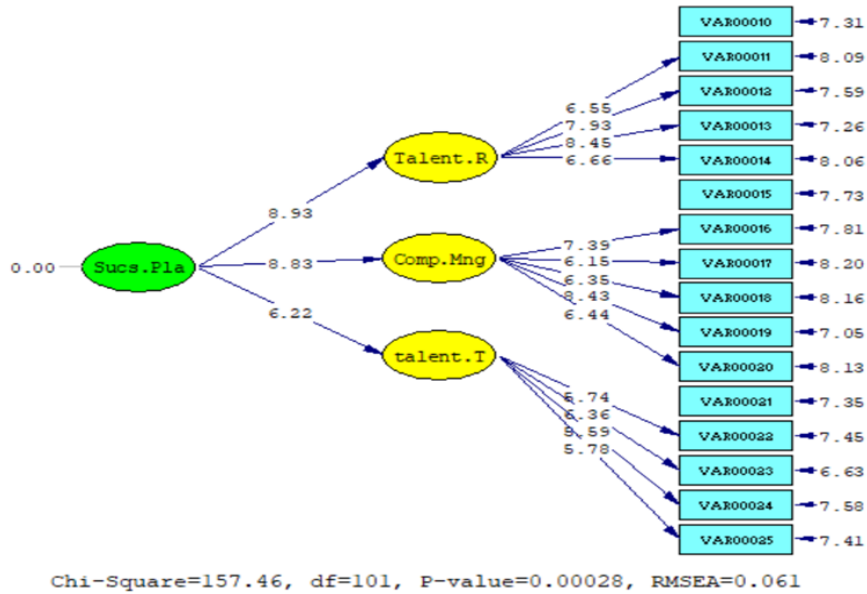 VAR00010 7.31
VAR00011 8.09
VAR00012 7.59
VAR00013 7.26
VAR00014 8.06
VAR00015 7.73
VAR00016 7.81
VAR00017 8.20
VAR00018 8.16
VAR00019 7.05
VAR00020 8.13
VAR00021 7.35
VAR00022 7.45
VAR00023 6.63
VAR00024 7.58
VAR00025 7.41
6.55
7.93
8.45
6.66
Talent.R
8.93
7.39
6.15
6.35
8.43
6.44
Comp.Mng
8.83
0.00
Sucs.Pla
6.22
talent.T
6.36
5.78
Chi-Square=157.46, df=101, P-value=0.00028, RMSEA=0.061